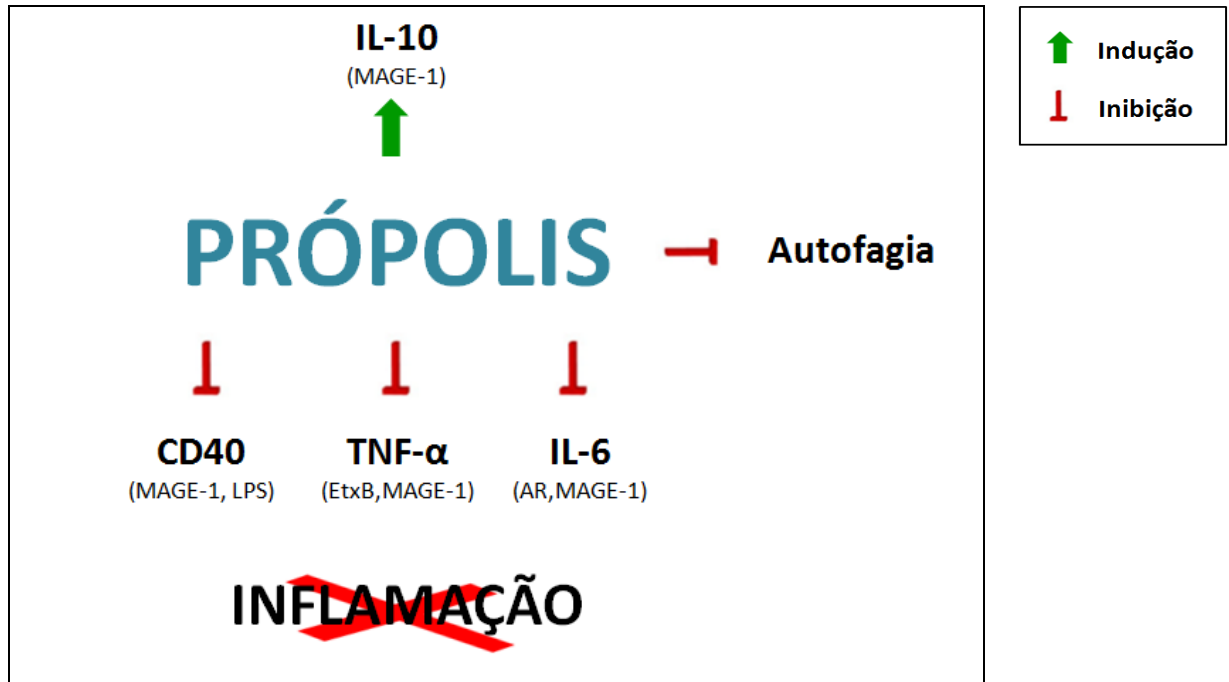 IL-10
(MAGE-1)
Indução
Inibição
PRÓPOLIS
Autofagia
CD40
(MAGE-1, LPS)
TNF-α
(EtxB,MAGE-1)
IL-6
(AR,MAGE-1)
INFLAMAÇÃO